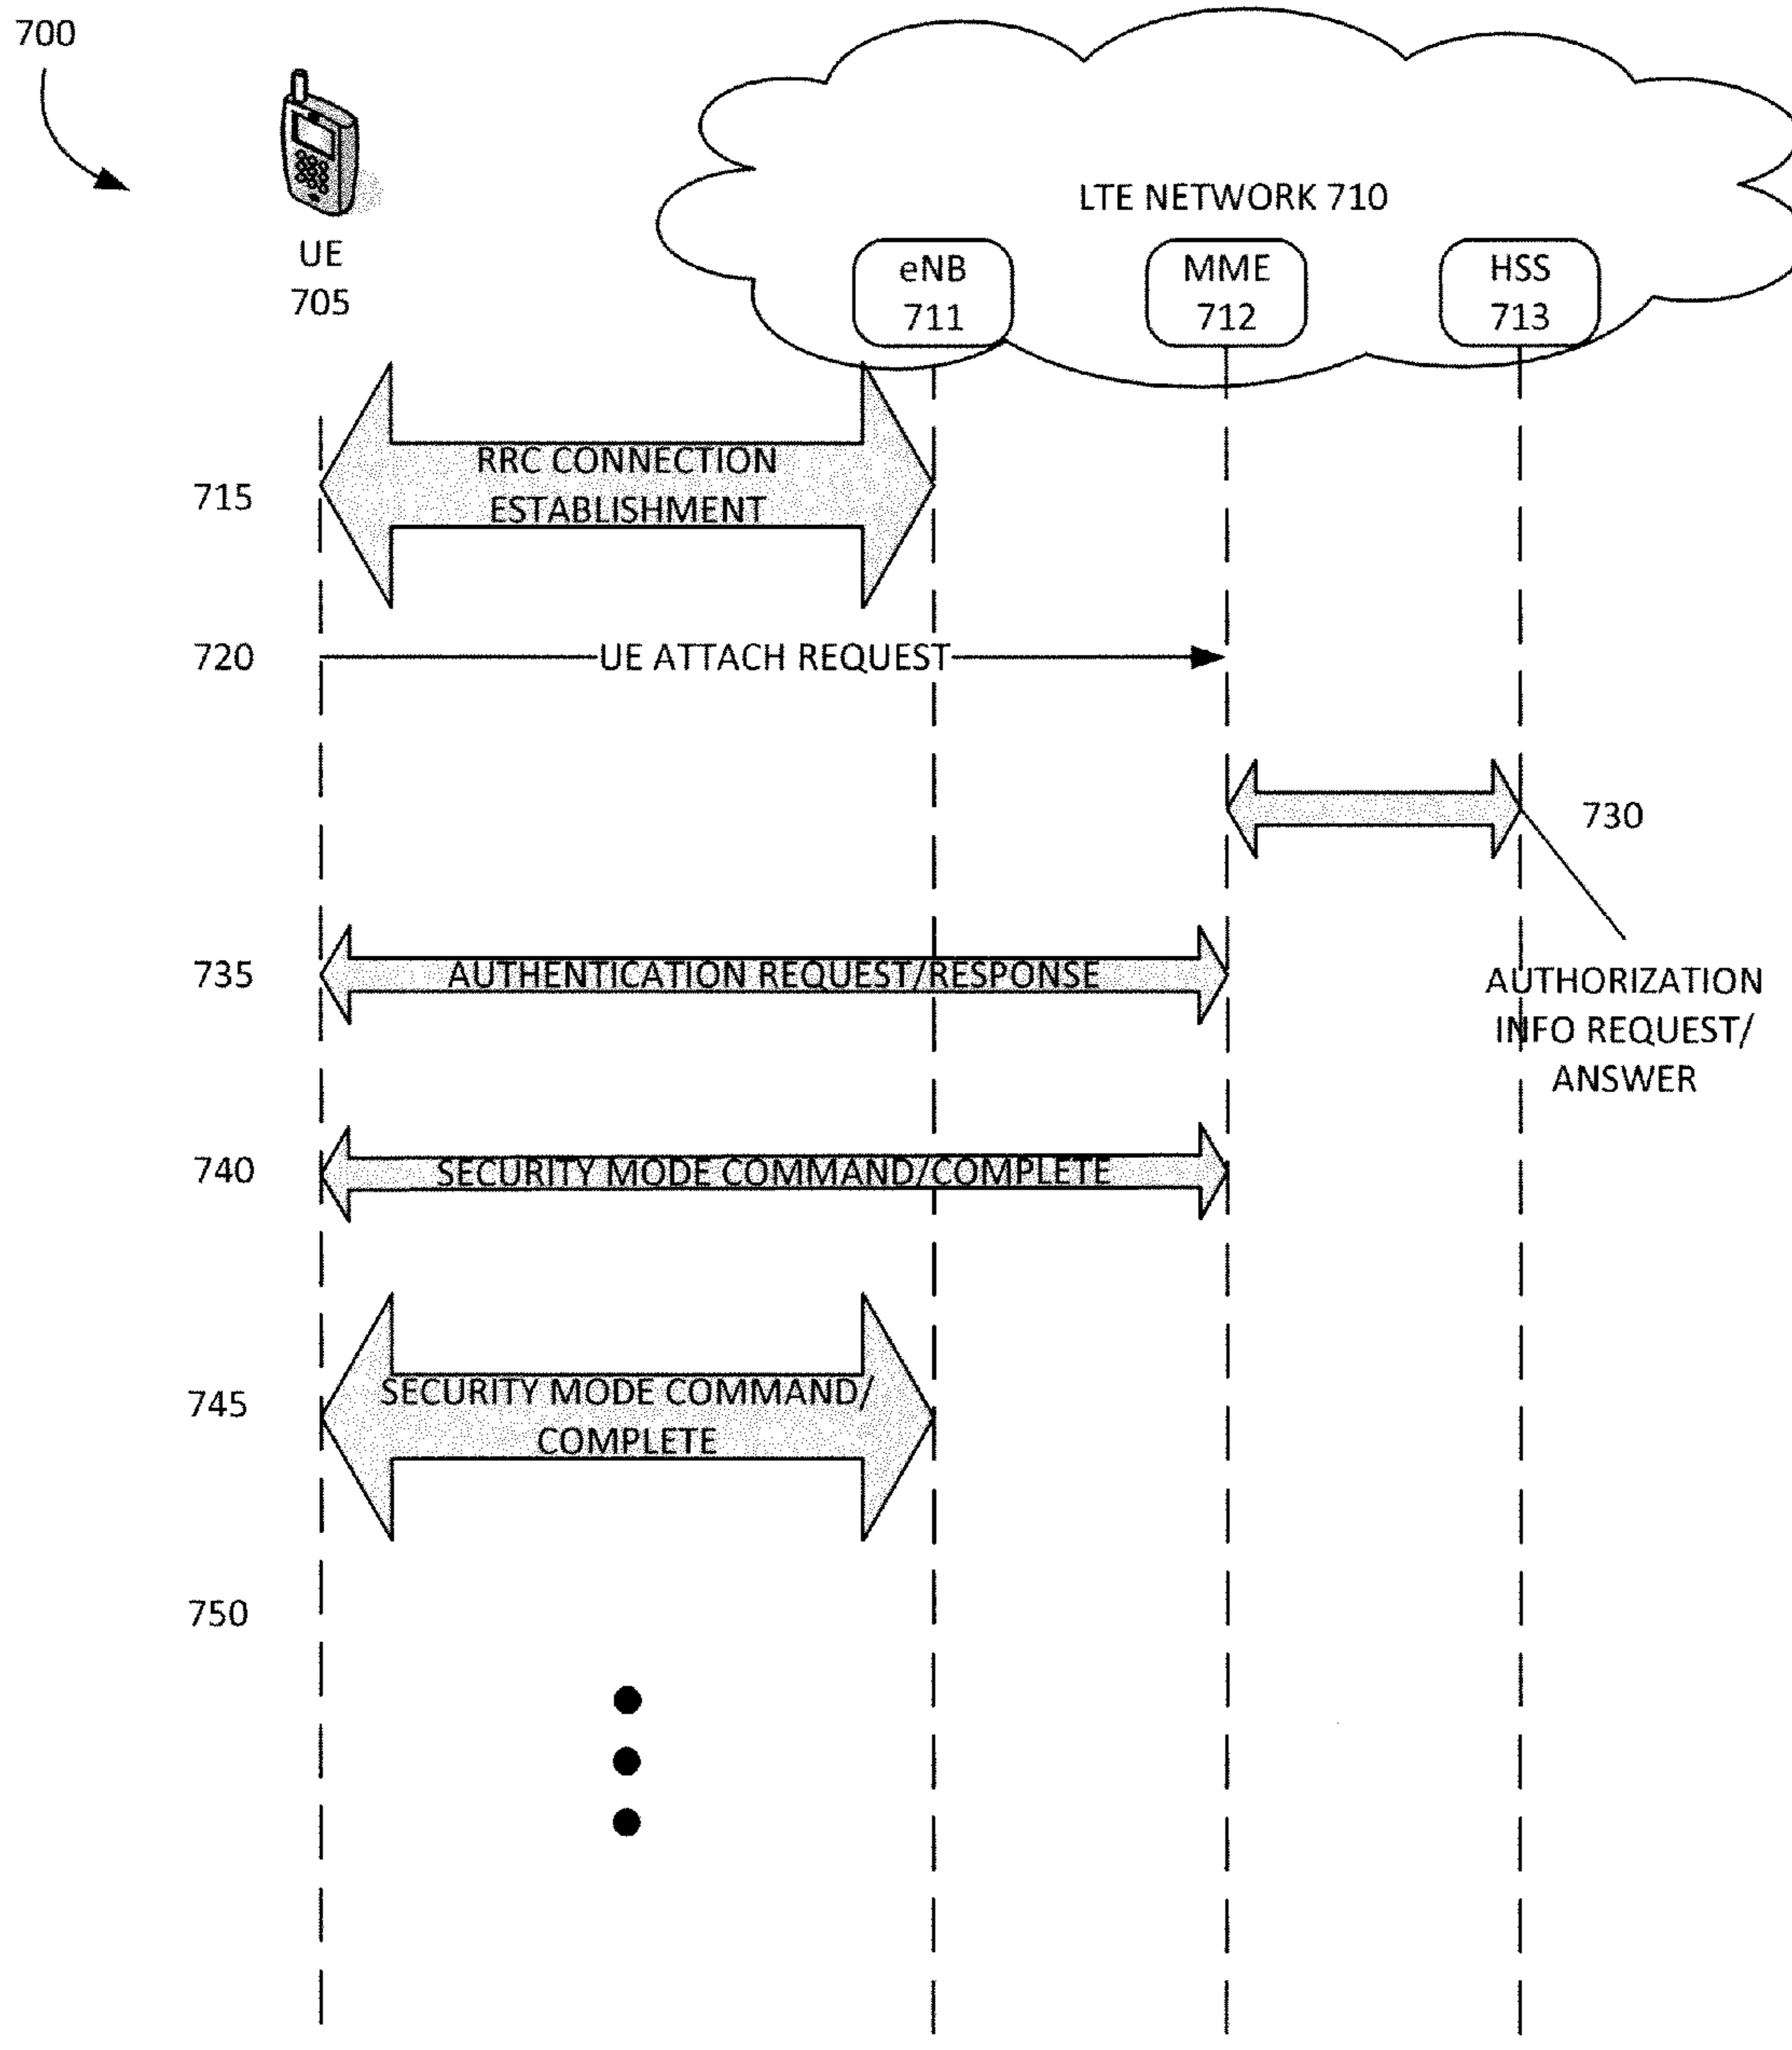 700
LTE NETWORK 710
UE
705
eNB
711
MME
712
HSS
713
715
RRC CONNECTION
ESTABLISHMENT
720
UE ATTACH REQUEST
730
735
AUTHENTICATION REQUEST/RESPONSE
AUTHORIZATION
INFO REQUEST/
ANSWER
740
SECURITY MODE COMMAND/COMPLETE
745
SECURITY MODE COMMAND/
COMPLETE
750